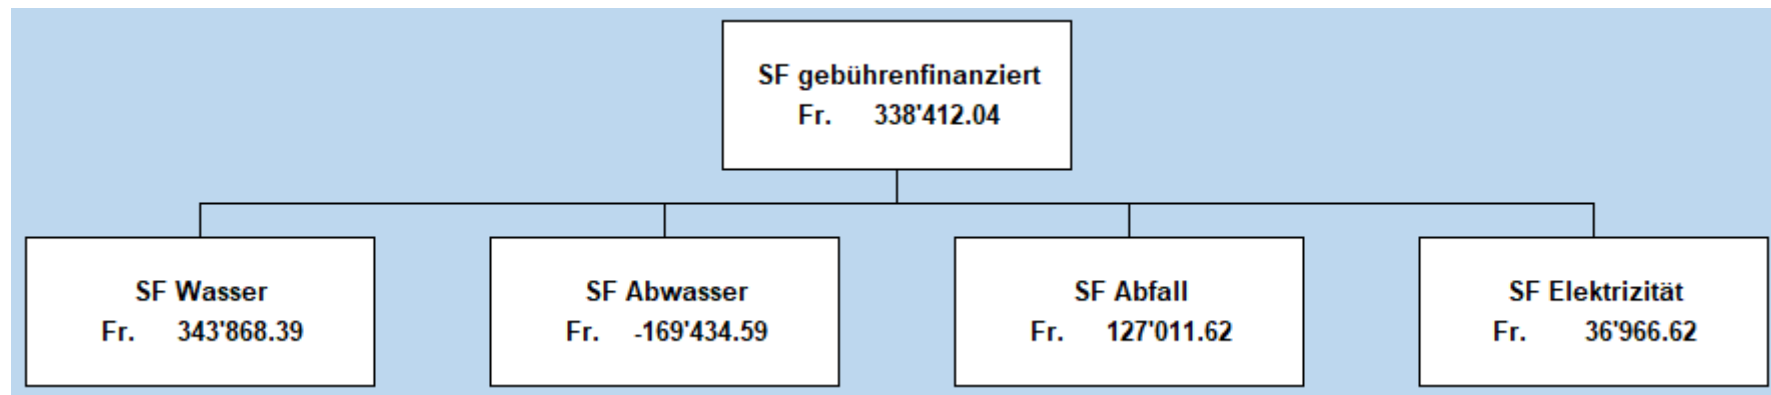 SF gebührenfinanziert
Fr. 338'412.04
SF Wasser
Fr. 343'868.39
SF Abwasser
Fr. -169'434.59
SF Abfall
Fr. 127'011.62
SF Elektrizität
Fr. 36'966.62